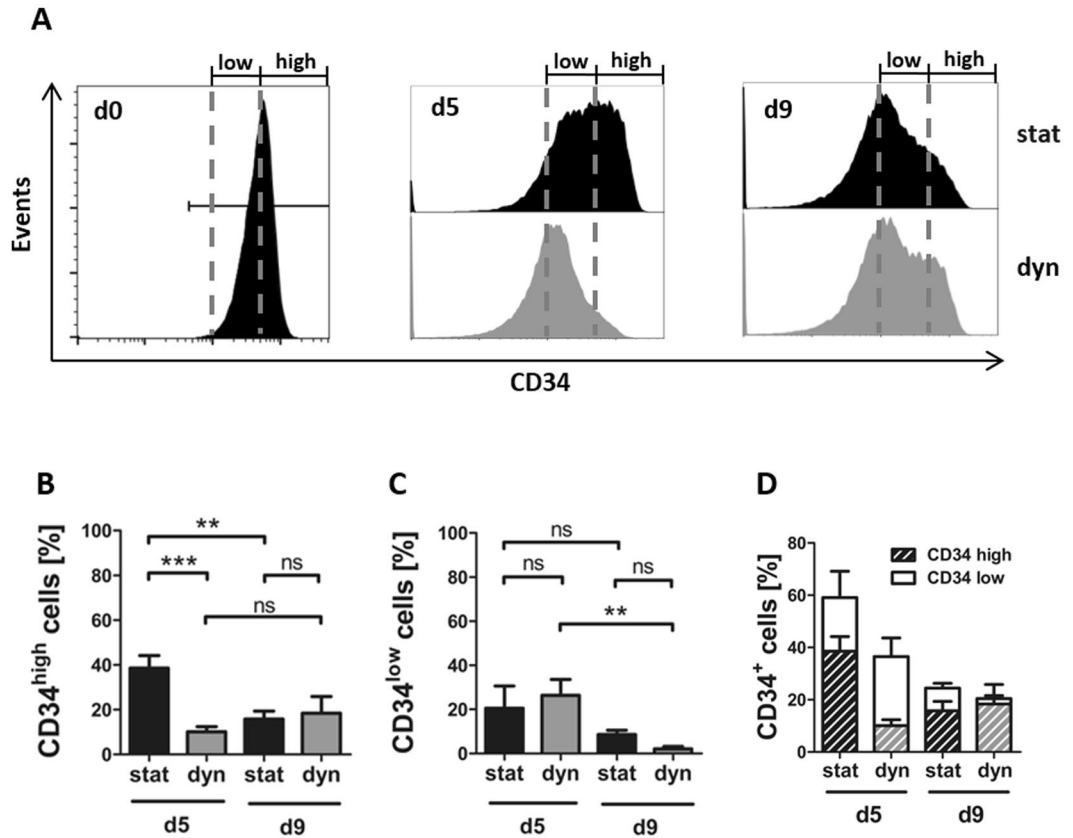 A
low high
low high
low high
d0
d5
d9
stat
dyn
Events
CD34
B
CD34high cells [%]
100
80
60
40
20
0
**
***
ns
ns
stat dyn stat dyn
d5 d9
C
CD34low cells [%]
100
80
60
40
20
0
ns
ns
ns
**
stat dyn stat dyn
d5 d9
D
CD34+ cells [%]
80
60
40
20
0
CD34 high
CD34 low
stat dyn stat dyn
d5 d9